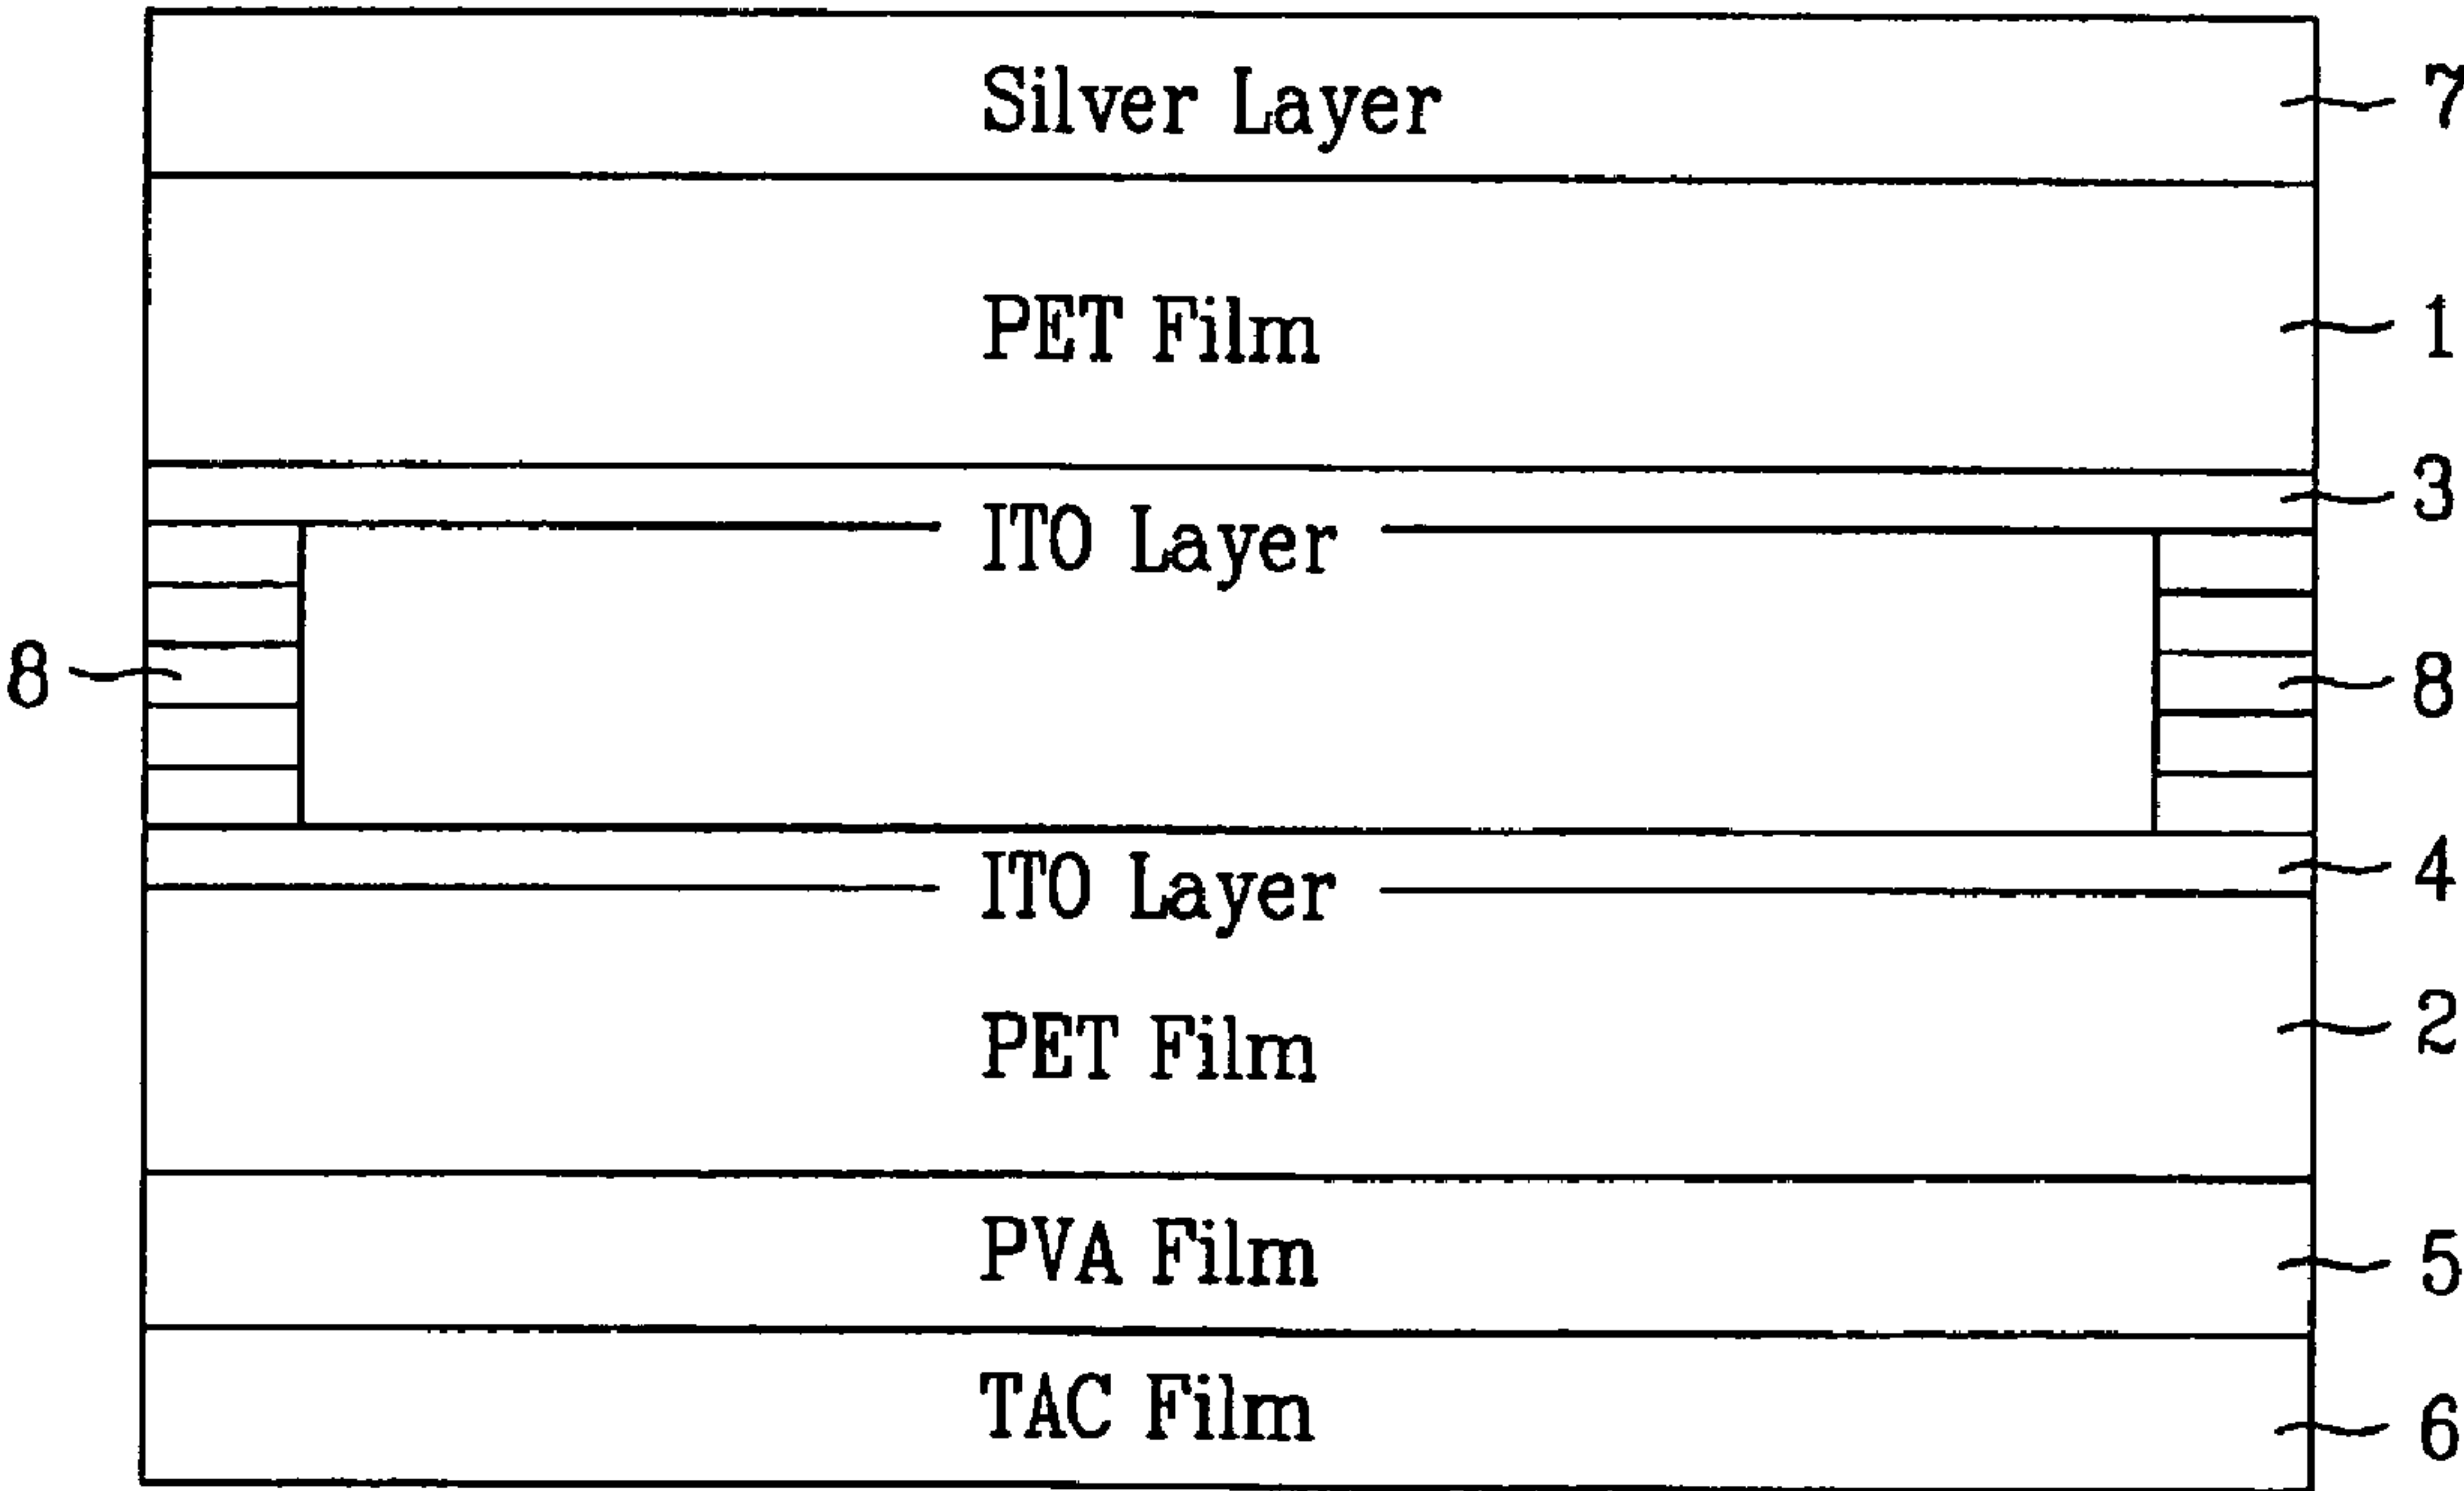 Silver Layer 7
PET Film 1
3
ITO Layer
8 8
ITO Layer 4
PET Film 2
PVA Film 5
TAC Film 6